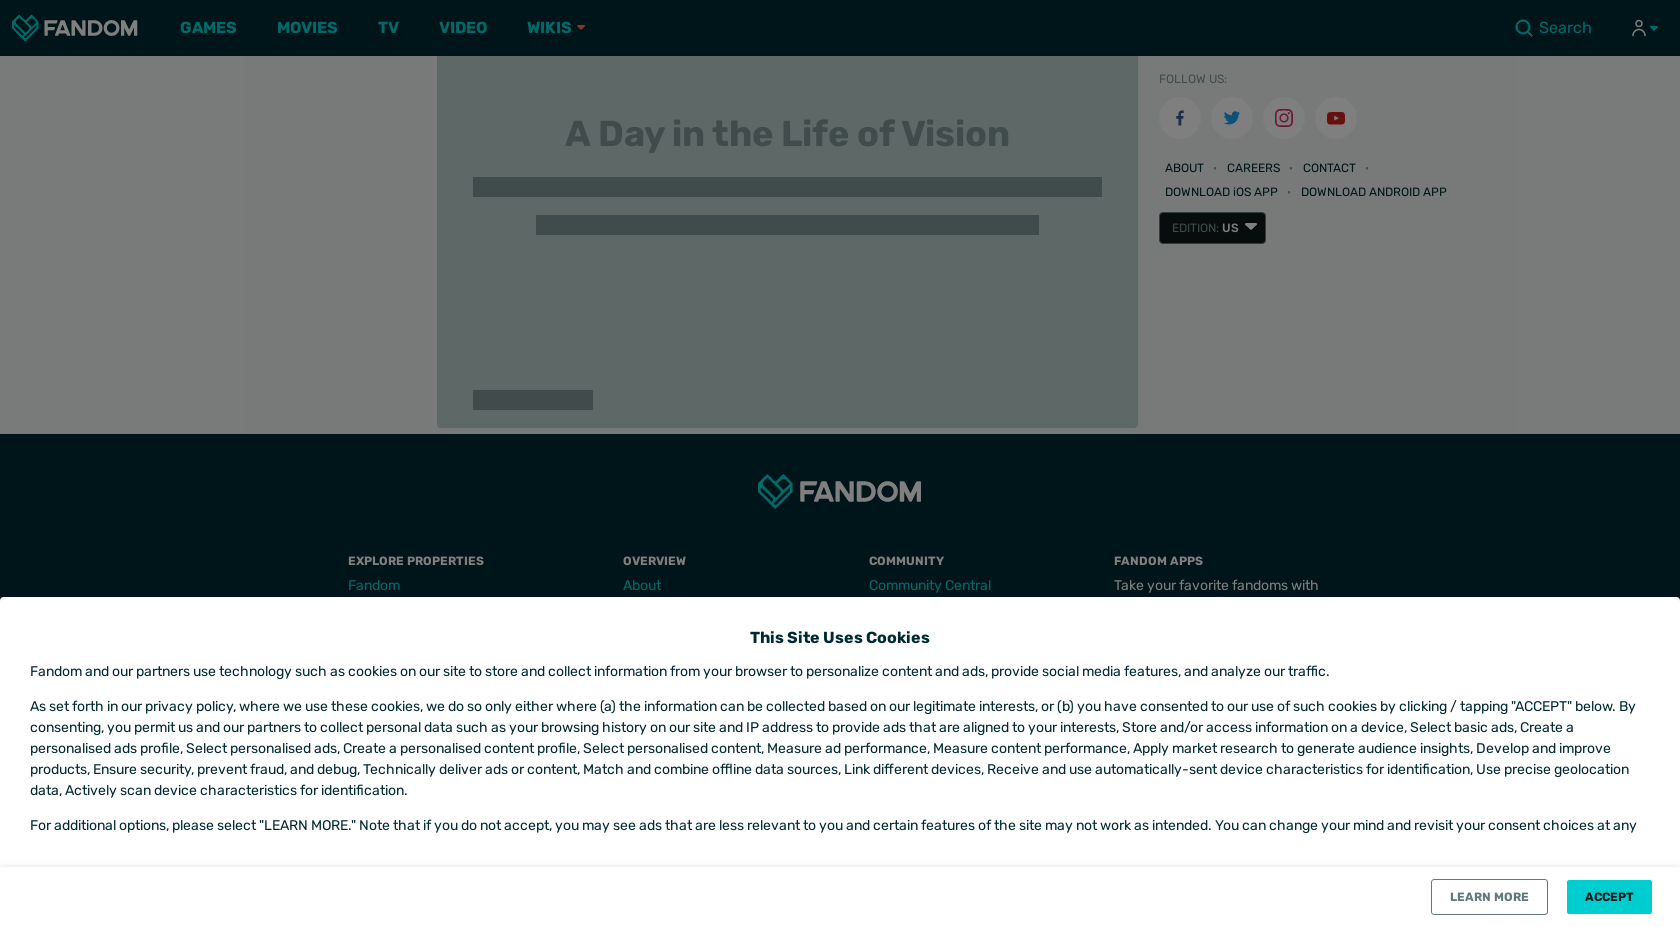 FANDOM GAMES MOVIES TV VIDEO WIKIS Search
FOLLOW US:
A Day in the Life of Vision
ABOUT · CAREERS · CONTACT ·
DOWNLOAD iOS APP · DOWNLOAD ANDROID APP
EDITION: US
FANDOM
EXPLORE PROPERTIES OVERVIEW COMMUNITY FANDOM APPS
Fandom About Community Central Take your favorite fandoms with
This Site Uses Cookies
Fandom and our partners use technology such as cookies on our site to store and collect information from your browser to personalize content and ads, provide social media features, and analyze our traffic.
As set forth in our privacy policy, where we use these cookies, we do so only either where (a) the information can be collected based on our legitimate interests, or (b) you have consented to our use of such cookies by clicking / tapping "ACCEPT" below. By
consenting, you permit us and our partners to collect personal data such as your browsing history on our site and IP address to provide ads that are aligned to your interests, Store and/or access information on a device, Select basic ads, Create a
personalised ads profile, Select personalised ads, Create a personalised content profile, Select personalised content, Measure ad performance, Measure content performance, Apply market research to generate audience insights, Develop and improve
products, Ensure security, prevent fraud, and debug, Technically deliver ads or content, Match and combine offline data sources, Link different devices, Receive and use automatically-sent device characteristics for identification, Use precise geolocation
data, Actively scan device characteristics for identification.
For additional options, please select "LEARN MORE." Note that if you do not accept, you may see ads that are less relevant to you and certain features of the site may not work as intended. You can change your mind and revisit your consent choices at any
LEARN MORE ACCEPT